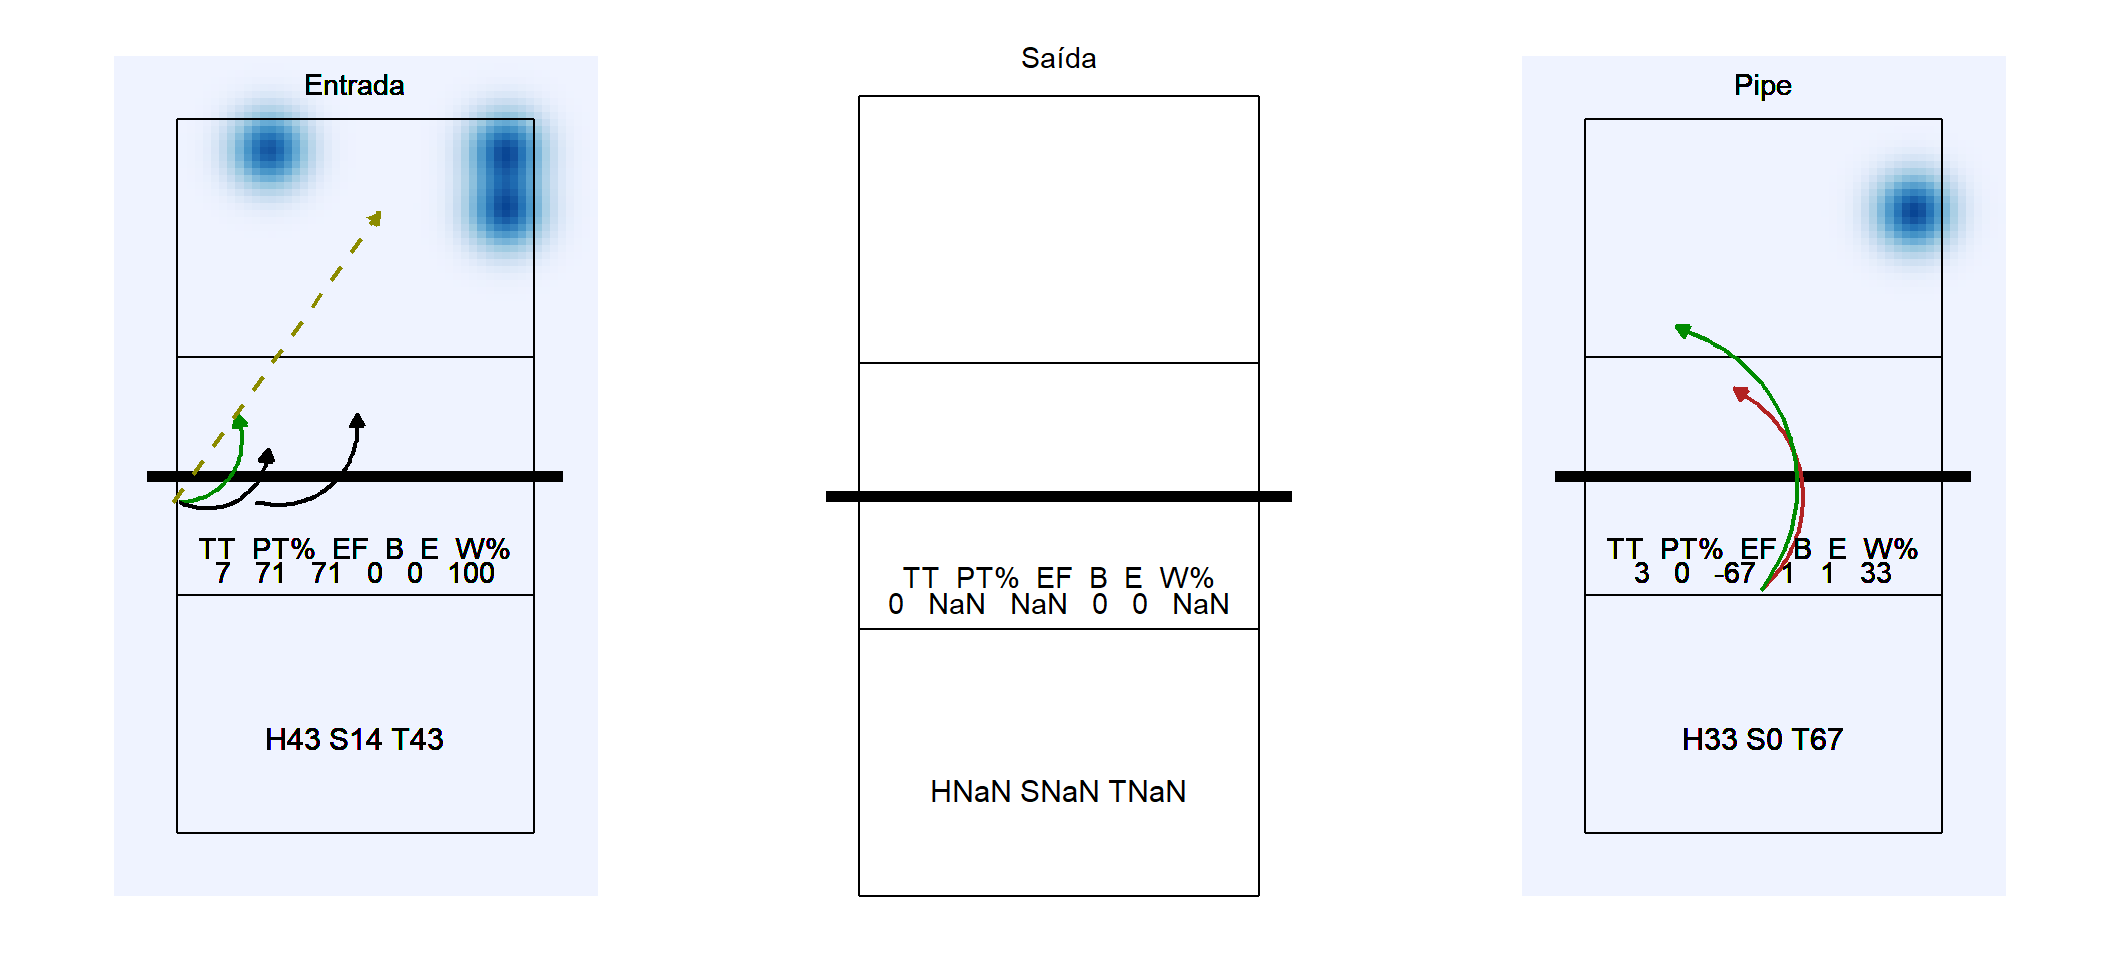 Entrada
TT PT% EF B E W%
7 71 71 0 0 100
H43 S14 T43
Saída
TT PT% EF B E W%
0 NaN NaN 0 0 NaN
HNaN SNaN TNaN
Pipe
TT PT% EF B E W%
3 0 -67 1 1 33
H33 S0 T67